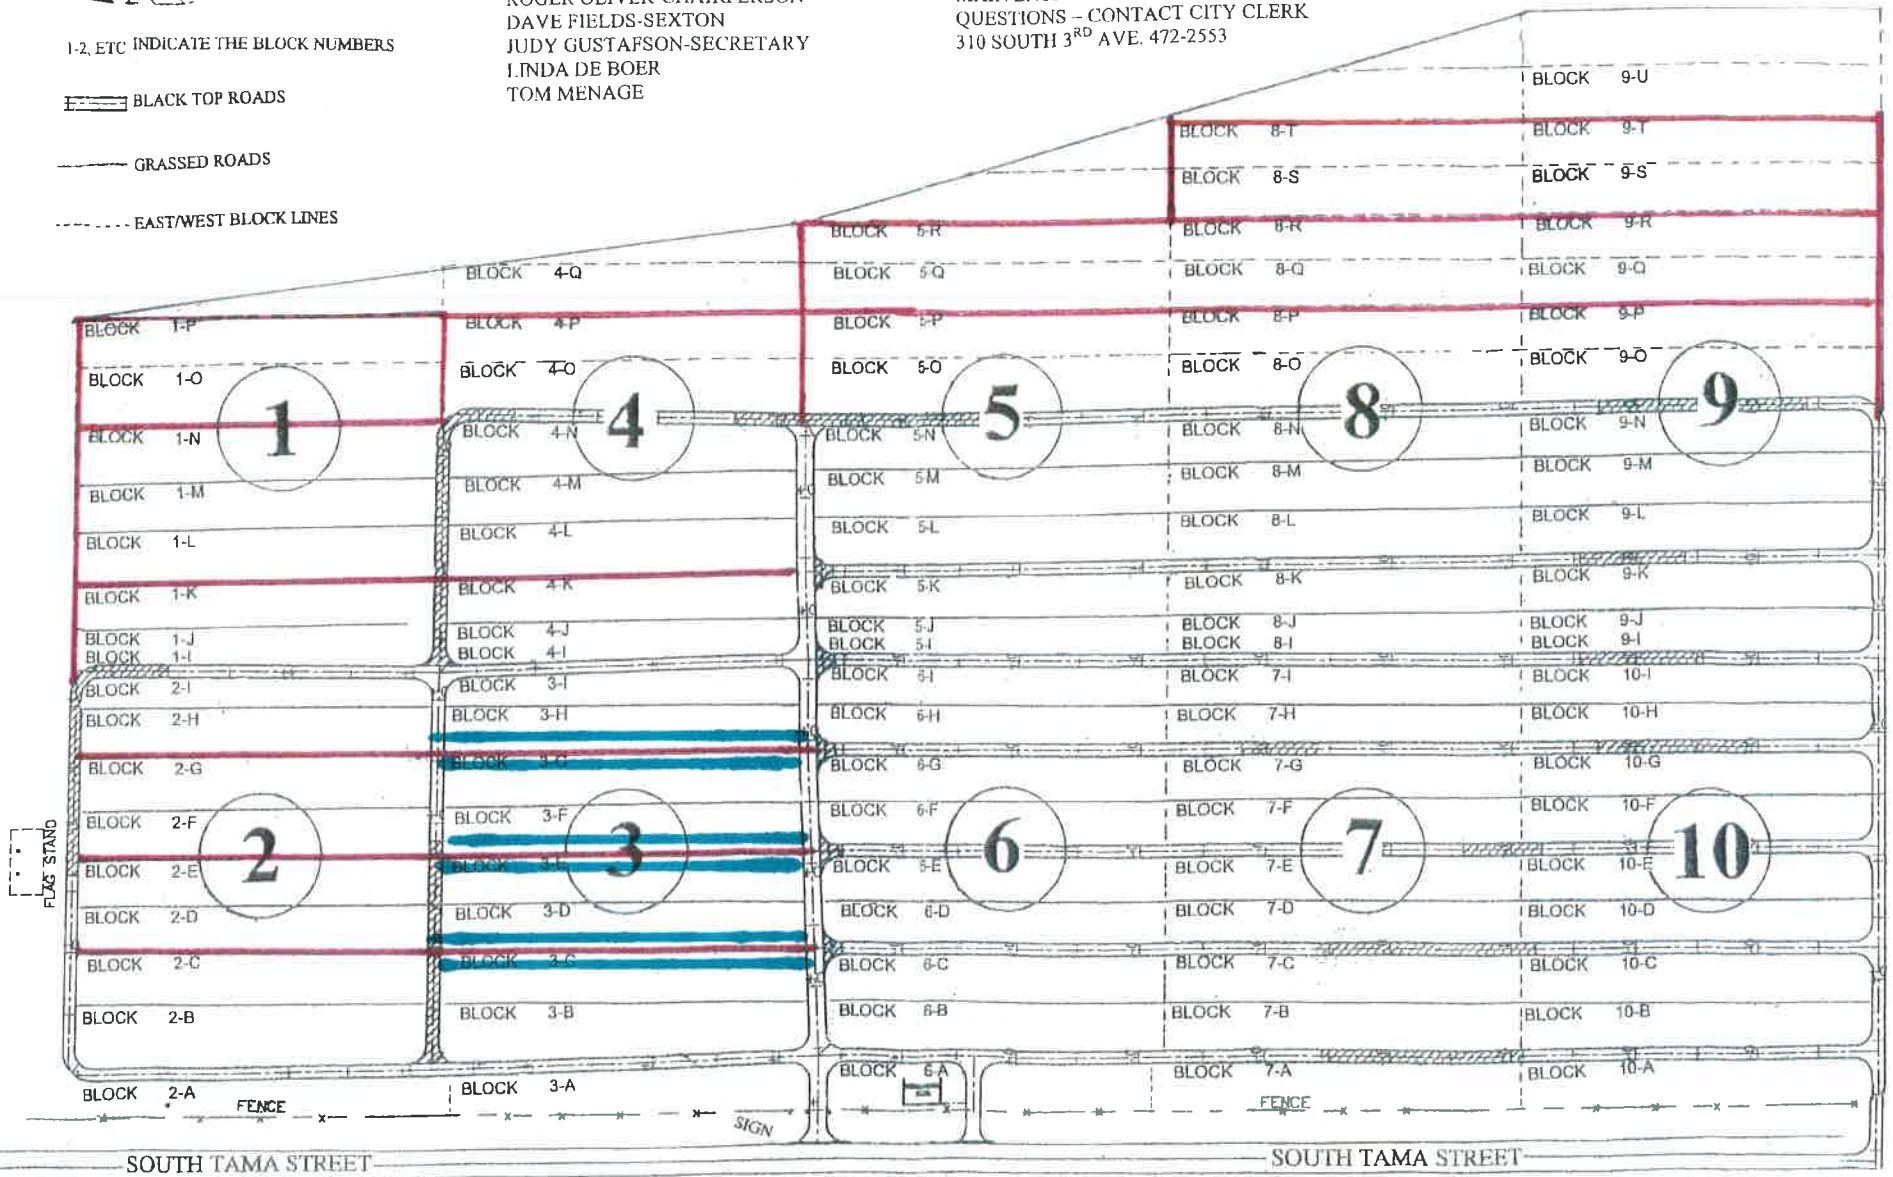 DAVE FIELDS-SEXTON
JUDY GUSTAFSON-SECRETARY
LINDA DE BOER
TOM MENAGE
QUESTIONS – CONTACT CITY CLERK
310 SOUTH 3RD AVE. 472-2553
1-2, ETC INDICATE THE BLOCK NUMBERS
BLACK TOP ROADS
GRASSED ROADS
EAST/WEST BLOCK LINES
BLOCK 9-U
BLOCK 8-T BLOCK 9-T
BLOCK 8-S BLOCK 9-S
BLOCK 5-R BLOCK 8-R BLOCK 9-R
BLOCK 4-Q BLOCK 5-Q BLOCK 8-Q BLOCK 9-Q
BLOCK 1-P BLOCK 4-P BLOCK 5-P BLOCK 8-P BLOCK 9-P
BLOCK 1-O BLOCK 4-O BLOCK 5-O BLOCK 8-O BLOCK 9-O
1 4 5 8 9
BLOCK 1-N BLOCK 4-N BLOCK 5-N BLOCK 8-N BLOCK 9-N
BLOCK 1-M BLOCK 4-M BLOCK 5-M BLOCK 8-M BLOCK 9-M
BLOCK 1-L BLOCK 4-L BLOCK 5-L BLOCK 8-L BLOCK 9-L
BLOCK 1-K BLOCK 4-K BLOCK 5-K BLOCK 8-K BLOCK 9-K
BLOCK 1-J BLOCK 4-J BLOCK 5-J BLOCK 8-J BLOCK 9-J
BLOCK 1-I BLOCK 4-I BLOCK 5-I BLOCK 8-I BLOCK 9-I
BLOCK 2-I BLOCK 3-I BLOCK 6-I BLOCK 7-I BLOCK 10-I
BLOCK 2-H BLOCK 3-H BLOCK 6-H BLOCK 7-H BLOCK 10-H
BLOCK 2-G BLOCK 3-G BLOCK 6-G BLOCK 7-G BLOCK 10-G
BLOCK 2-F BLOCK 3-F BLOCK 6-F BLOCK 7-F BLOCK 10-F
2 3 6 7 10
FLAG STAND
BLOCK 2-E BLOCK 3-E BLOCK 6-E BLOCK 7-E BLOCK 10-E
BLOCK 2-D BLOCK 3-D BLOCK 6-D BLOCK 7-D BLOCK 10-D
BLOCK 2-C BLOCK 3-C BLOCK 6-C BLOCK 7-C BLOCK 10-C
BLOCK 2-B BLOCK 3-B BLOCK 6-B BLOCK 7-B BLOCK 10-B
BLOCK 2-A BLOCK 3-A BLOCK 6-A BLOCK 7-A BLOCK 10-A
FENCE FENCE
SIGN
SOUTH TAMA STREET SOUTH TAMA STREET